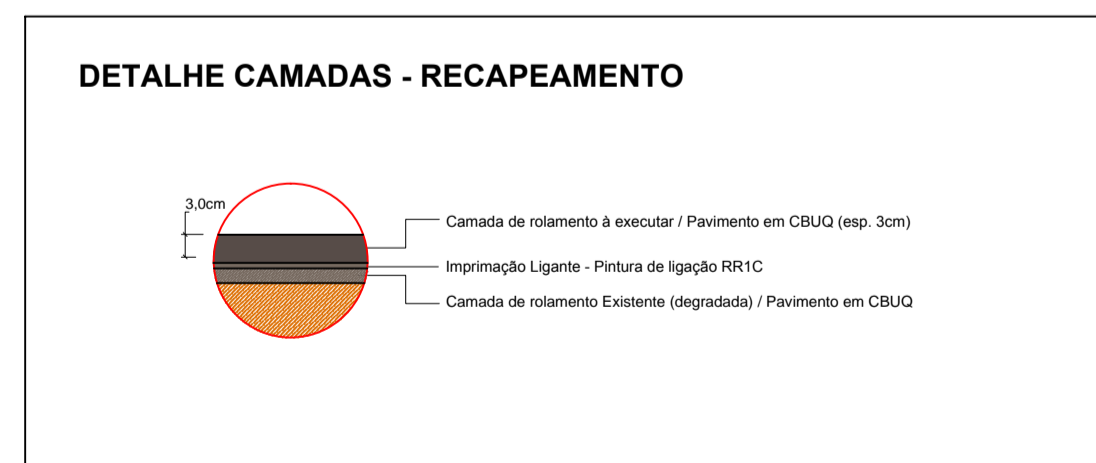 DETALHE CAMADAS - RECAPEAMENTO
3,0cm
Camada de rolamento à executar / Pavimento em CBUQ (esp. 3cm)
Imprimação Ligante - Pintura de ligação RR1C
Camada de rolamento Existente (degradada) / Pavimento em CBUQ